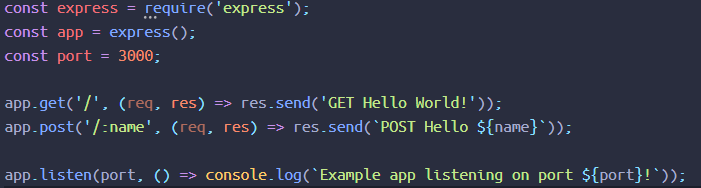 const express = require('express');
const app = express();
const port = 3000;
app.get('/', (req, res) => res.send('GET Hello World!'));
app.post('/:name', (req, res) => res.send(`POST Hello ${name}`));
app.listen(port, () => console.log(`Example app listening on port ${port}!`));